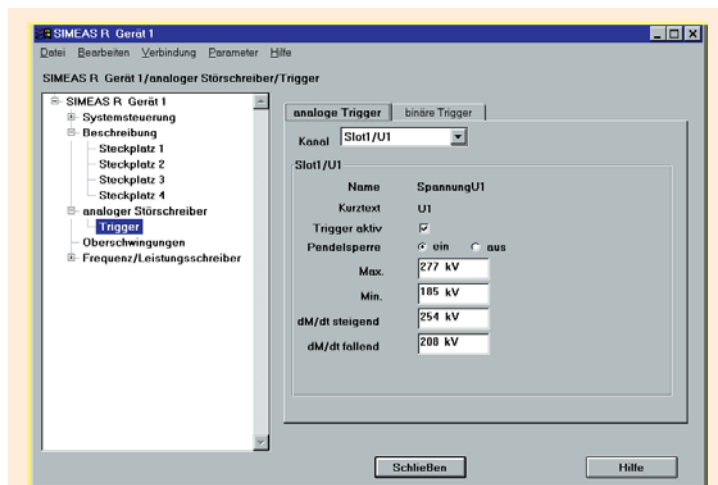 SIMEAS R Gerät 1
Datei Bearbeiten Verbindung Parameter Hilfe
SIMEAS R Gerät 1/analoger Störschreiber/Trigger
SIMEAS R Gerät 1
Systemsteuerung
Beschreibung
Steckplatz 1
Steckplatz 2
Steckplatz 3
Steckplatz 4
analoger Störschreiber
Trigger
Oberschwingungen
Frequenz/Leistungsschreiber
analoge Trigger binäre Trigger
Kanal Slot1/U1
Slot1/U1
Name SpannungU1
Kurztext U1
Trigger aktiv
Pendelsperre ein aus
Max. 277 kV
Min. 185 kV
dM/dt steigend 254 kV
dM/dt fallend 208 kV
Schließen Hilfe